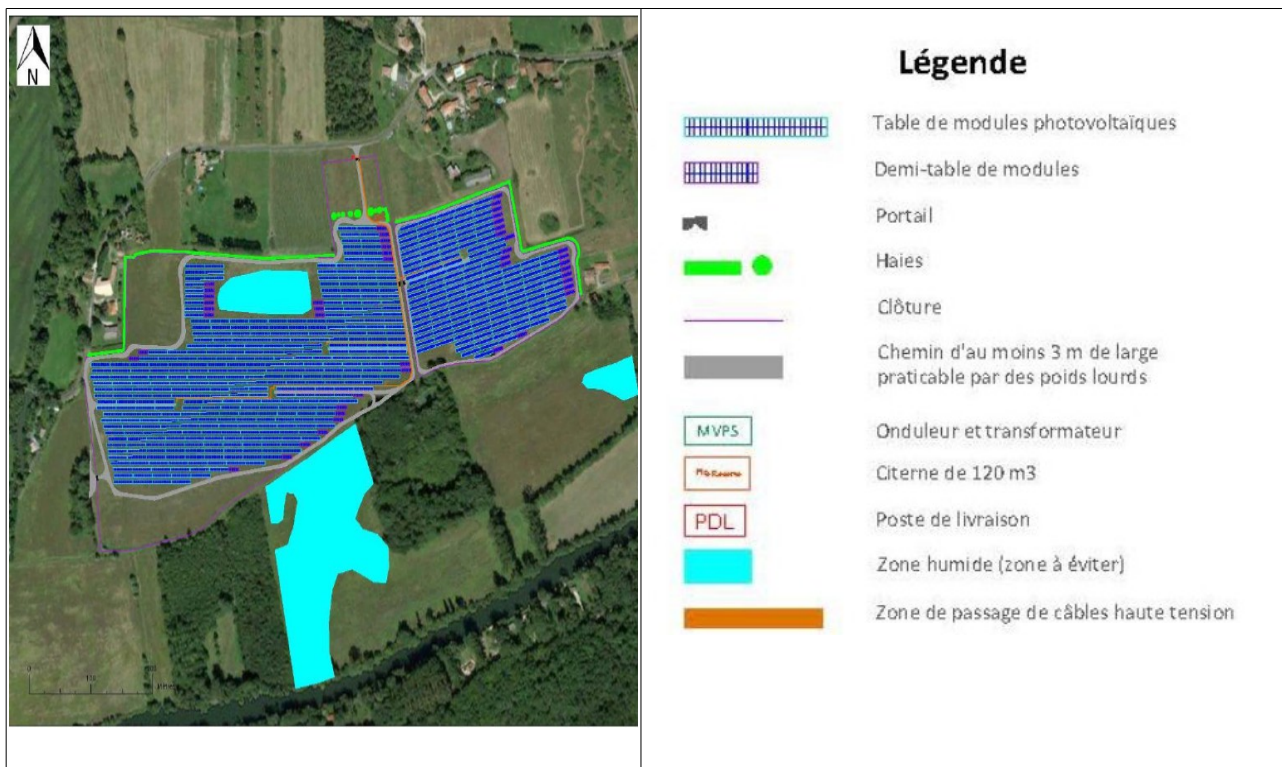 N
Légende
Table de modules photovoltaïques
Demi-table de modules
Portail
Haies
Clôture
Chemin d'au moins 3 m de large
praticable par des poids lourds
MVPS
Onduleur et transformateur
Citerne de 120 m3
PDL
Poste de livraison
Zone humide (zone à éviter)
Zone de passage de câbles haute tension
0